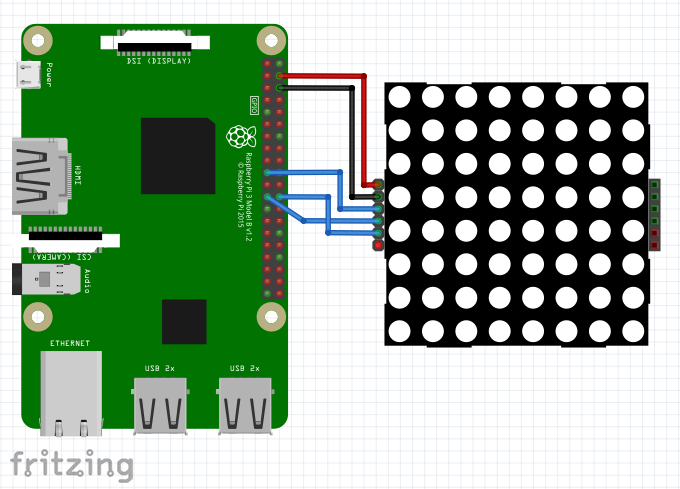 DSI (DISPLAY)
Power
GPIO
HDMI
Raspberry Pi 3 Model B v1.2
© Raspberry Pi 2015
CSI (CAMERA)
Audio
ETHERNET
USB 2x
USB 2x
fritzing